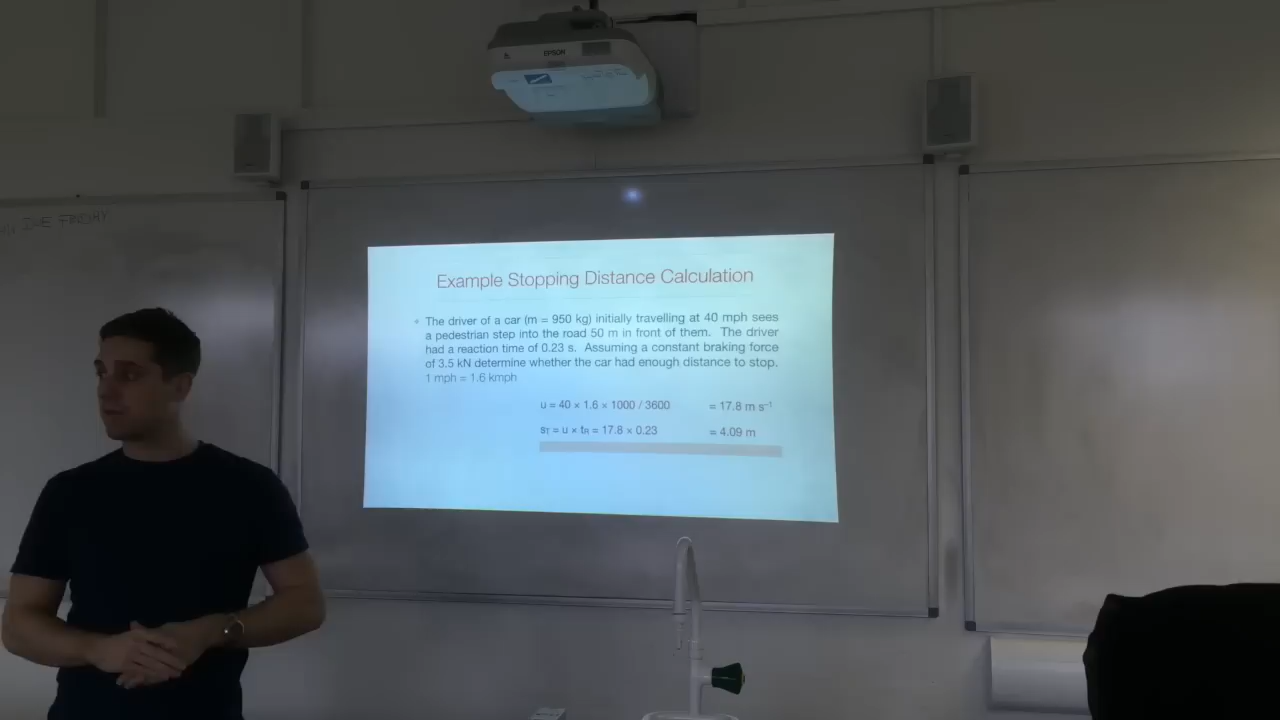 EPSON
DUE FRIDAY
Example Stopping Distance Calculation
The driver of a car (m = 950 kg) initially travelling at 40 mph sees
a pedestrian step into the road 50 m in front of them. The driver
had a reaction time of 0.23 s. Assuming a constant braking force
of 3.5 kN determine whether the car had enough distance to stop.
1 mph = 1.6 kmph
u = 40 × 1.6 × 1000 / 3600 = 17.8 m s⁻¹
sT = u × tR = 17.8 × 0.23 = 4.09 m